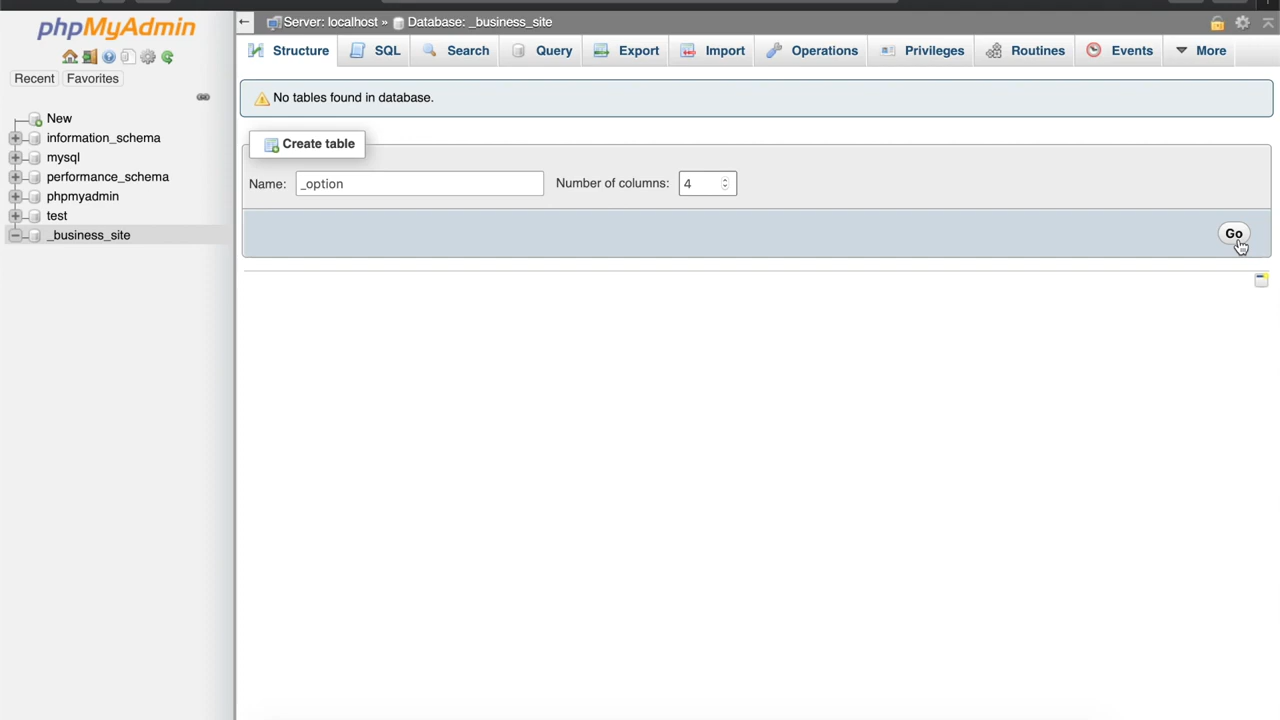 phpMyAdmin
Recent Favorites
New
information_schema
mysql
performance_schema
phpmyadmin
test
_business_site
Server: localhost » Database: _business_site
Structure SQL Search Query Export Import Operations Privileges Routines Events More
No tables found in database.
Create table
Name: _option Number of columns: 4
Go